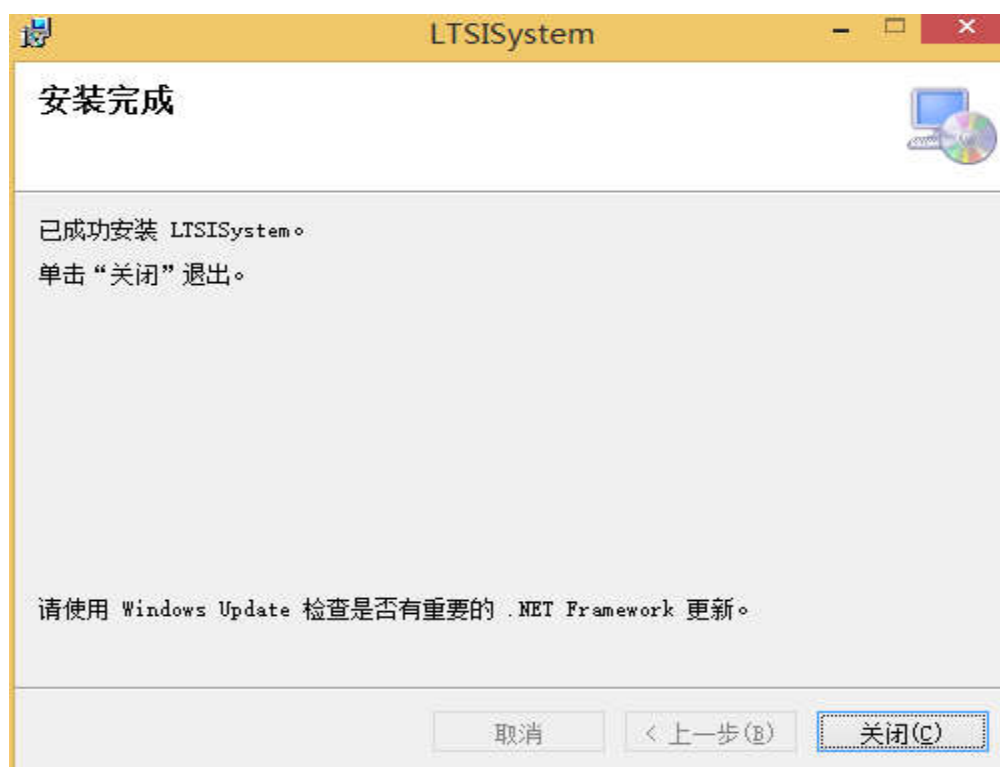 LTSISystem
安装完成
已成功安装 LTSISystem。
单击“关闭”退出。
请使用 Windows Update 检查是否有重要的 .NET Framework 更新。
取消
< 上一步(B)
关闭(C)